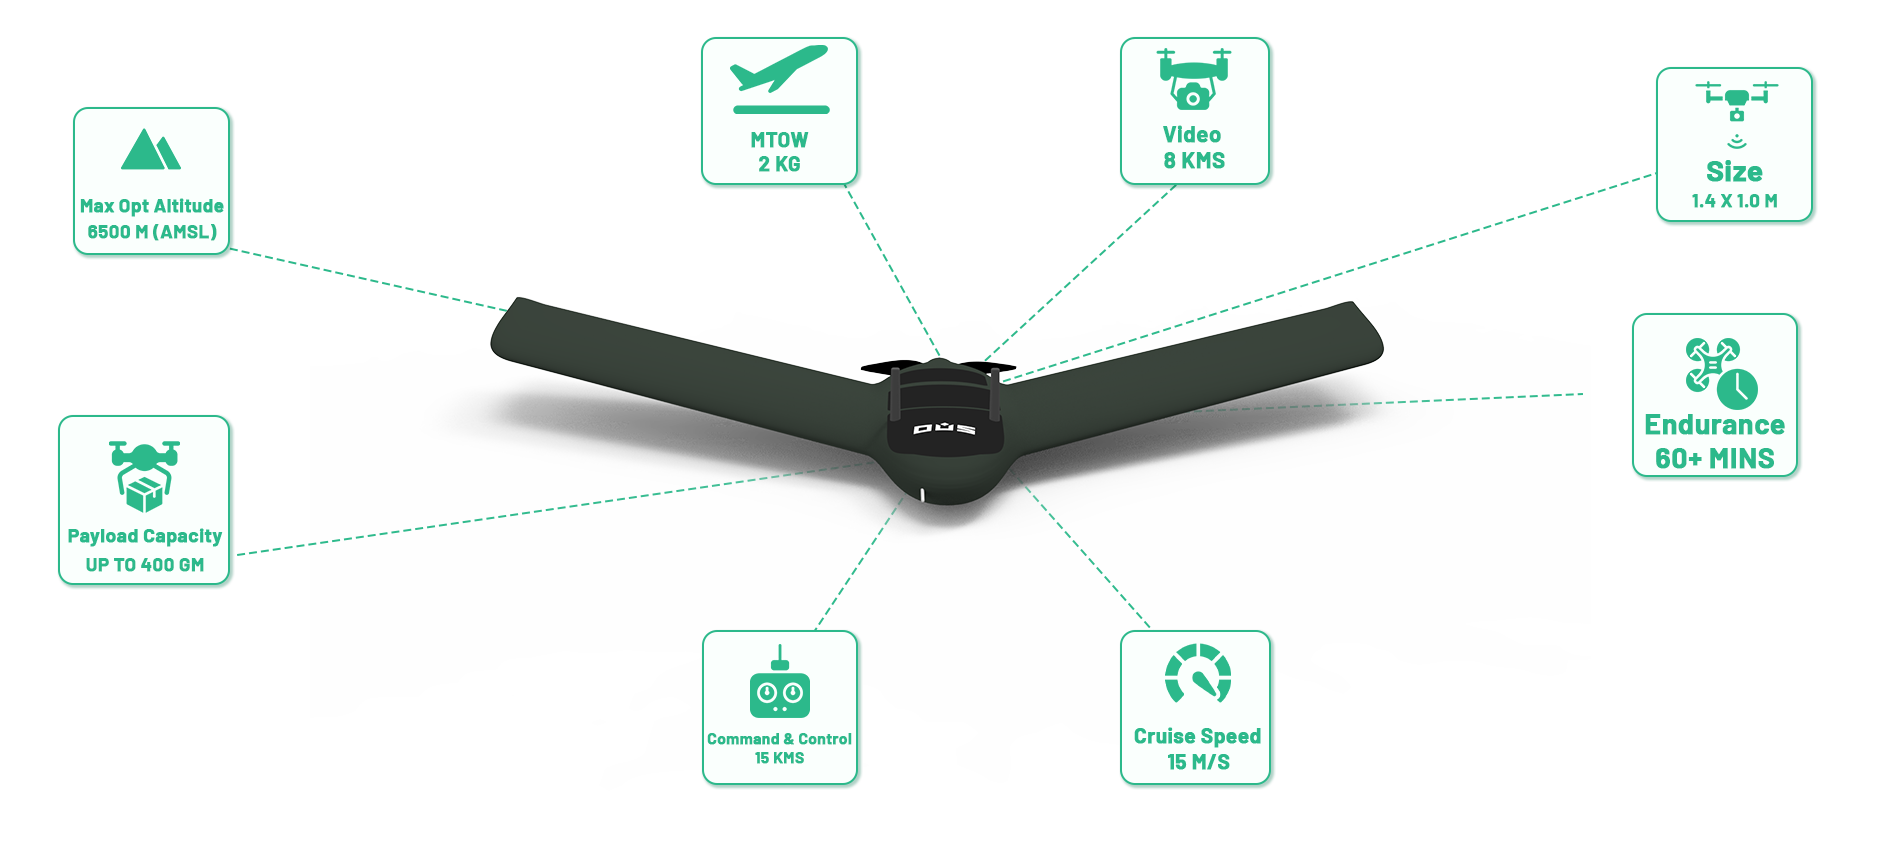 MTOW
2 KG
Video
8 KMS
Size
1.4 X 1.0 M
Max Opt Altitude
6500 M (AMSL)
Endurance
60+ MINS
Payload Capacity
UP TO 400 GM
Command & Control
15 KMS
Cruise Speed
15 M/S